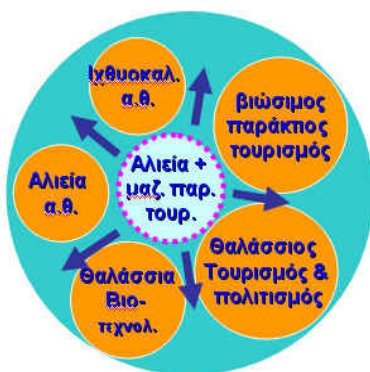 Ιχθυοκαλ.
α.θ.
βιώσιμος
παράκτιος
τουρισμός
Αλιεία +
μαζ. παρ.
τουρ.
Αλιεία
α.θ.
Θαλάσσιος
Τουρισμός &
πολιτισμός
Θαλάσσια
Βιο-
τεχνολ.